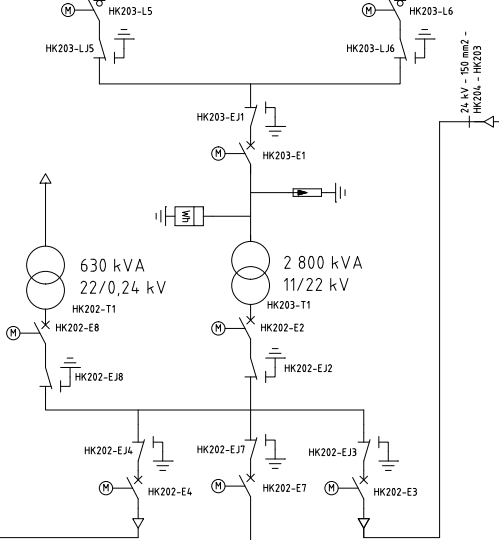 M
HK203-L5
M
HK203-L6
HK203-LJ5
HK203-LJ6
24 kV - 150 mm2 -
HK204 - HK203
HK203-EJ1
M
HK203-E1
Wh
630 kVA
22/0,24 kV
2 800 kVA
11/22 kV
HK202-T1
HK203-T1
M
HK202-E8
M
HK202-E2
HK202-EJ8
HK202-EJ2
HK202-EJ4
HK202-EJ7
HK202-EJ3
M
HK202-E4
M
HK202-E7
M
HK202-E3